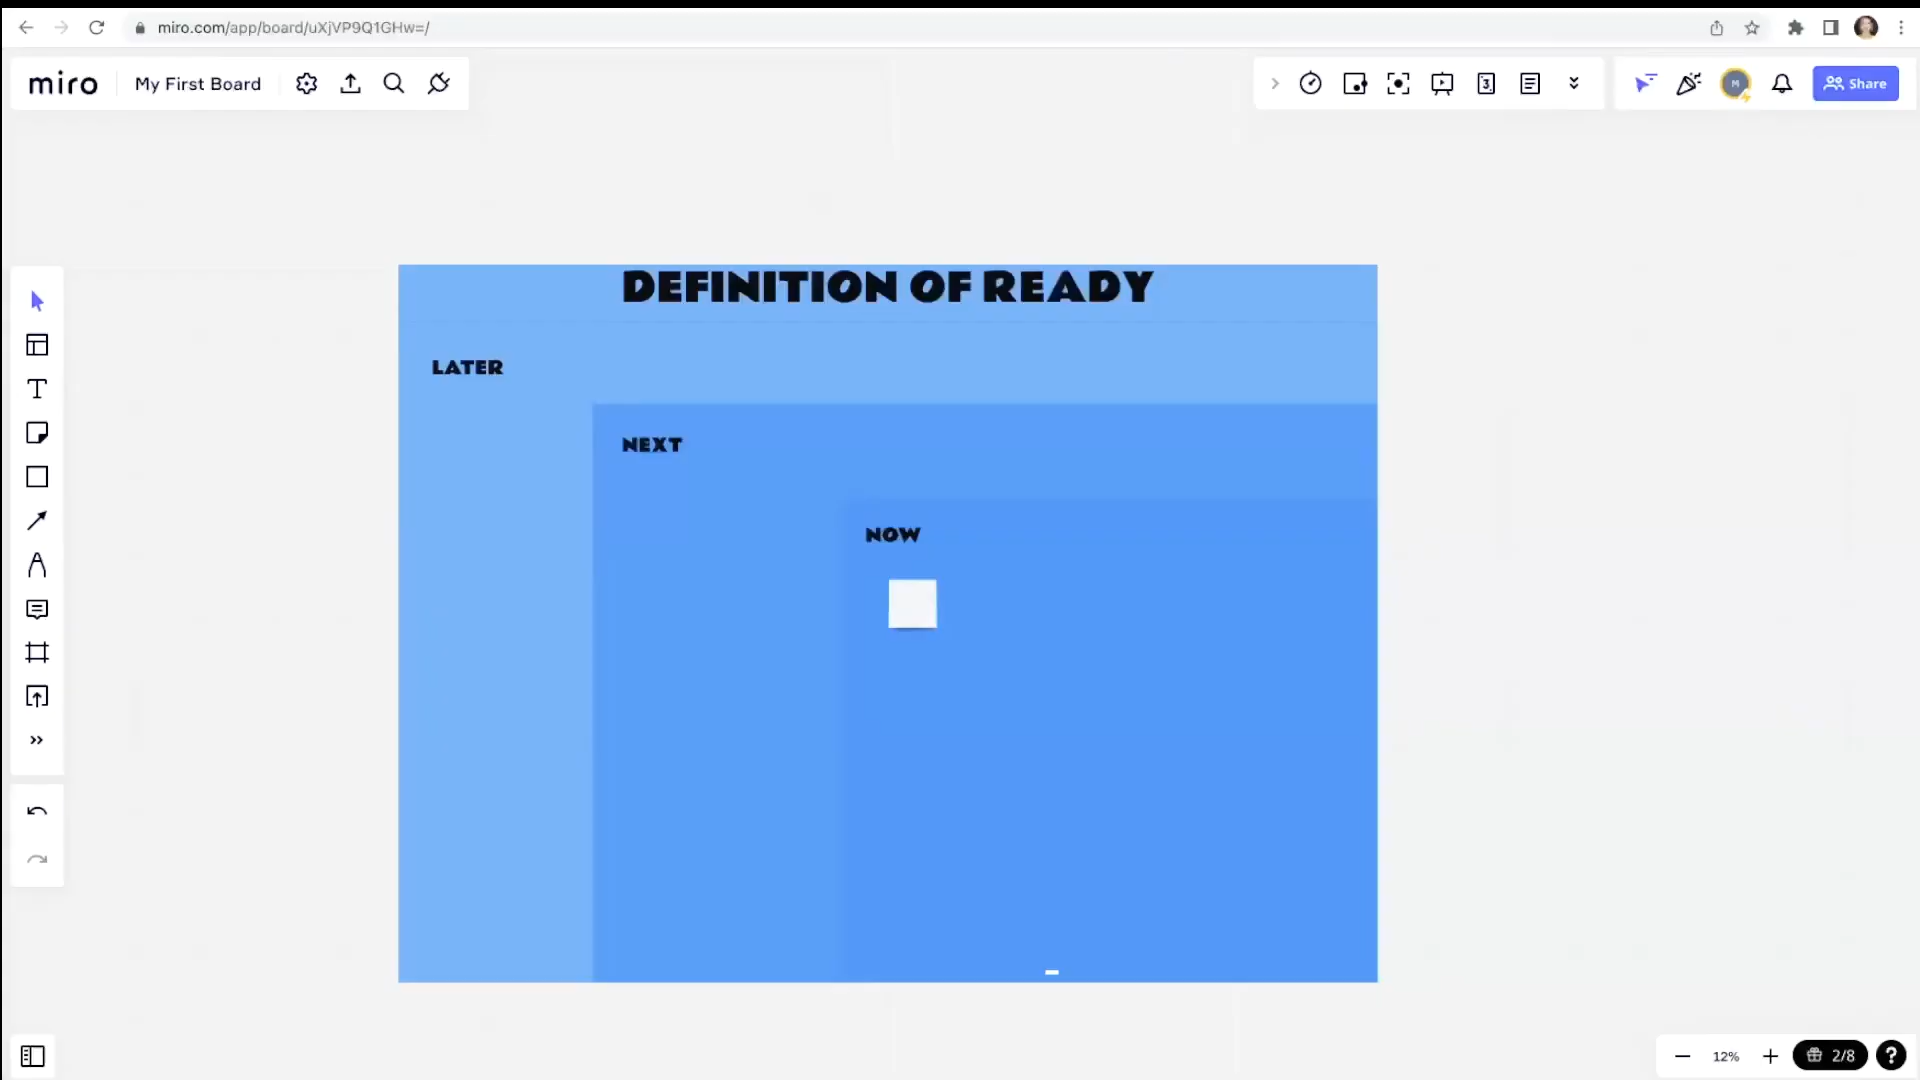 miro.com/app/board/uXjVP9Q1GHw=/
miro
My First Board
3
M
Share
DEFINITION OF READY
LATER
NEXT
NOW
12%
2/8
?